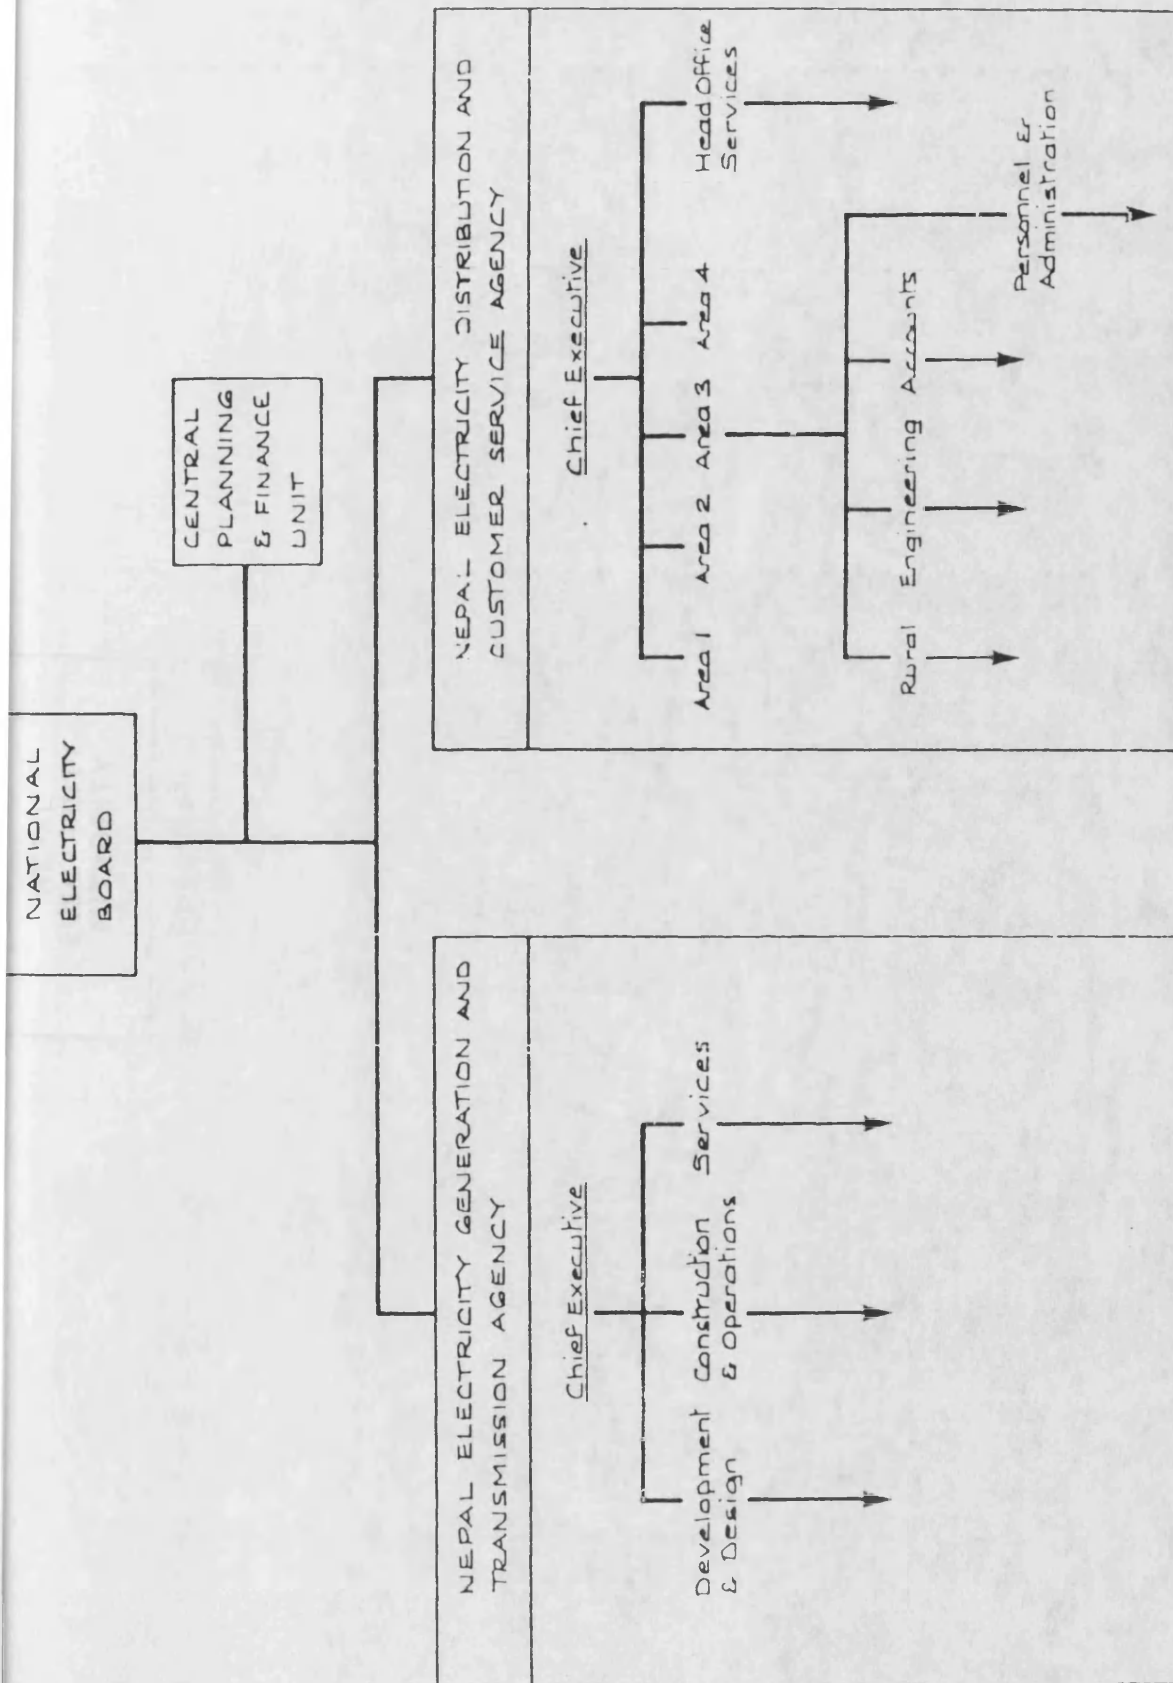 NATIONAL
ELECTRICITY
BOARD
CENTRAL
PLANNING
& FINANCE
UNIT
NEPAL ELECTRICITY GENERATION AND
TRANSMISSION AGENCY
Chief Executive
Development
& Design
Construction
& Operations
Services
NEPAL ELECTRICITY DISTRIBUTION AND
CUSTOMER SERVICE AGENCY
Chief Executive
Area 1 Area 2 Area 3 Area 4
Head Office
Services
Rural Engineering Accounts
Personnel &
Administration